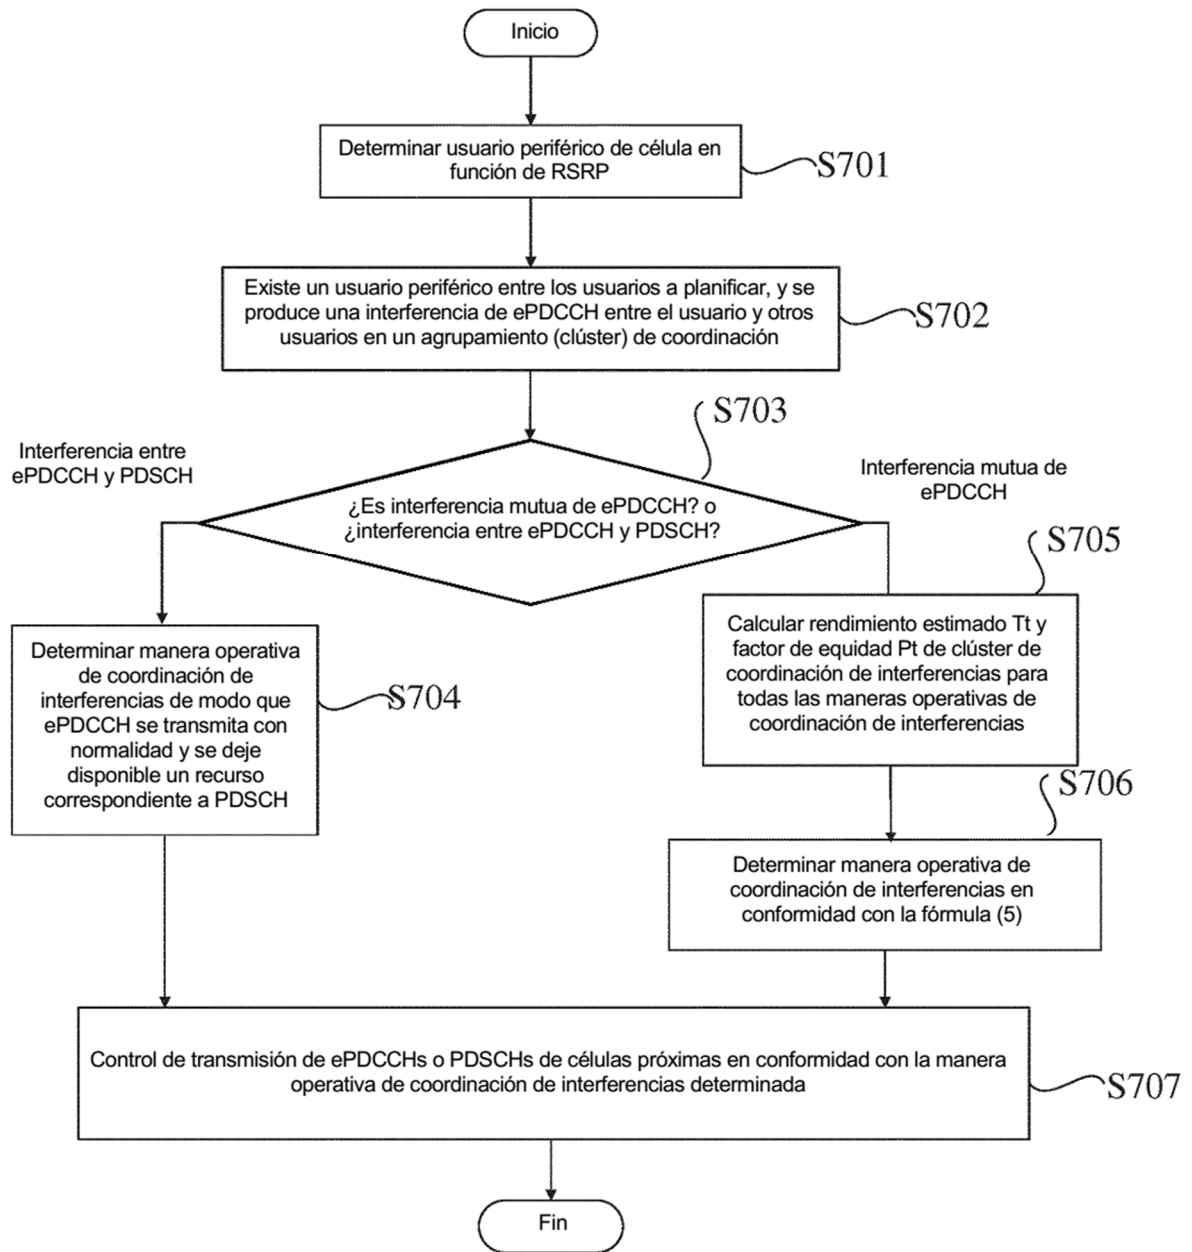 Inicio
Determinar usuario periférico de célula en
función de RSRP
S701
Existe un usuario periférico entre los usuarios a planificar, y se
produce una interferencia de ePDCCH entre el usuario y otros
usuarios en un agrupamiento (clúster) de coordinación
S702
S703
Interferencia entre
ePDCCH y PDSCH
¿Es interferencia mutua de ePDCCH? o
¿interferencia entre ePDCCH y PDSCH?
Interferencia mutua de
ePDCCH
Determinar manera operativa
de coordinación de
interferencias de modo que
ePDCCH se transmita con
normalidad y se deje
disponible un recurso
correspondiente a PDSCH
S704
S705
Calcular rendimiento estimado Tt y
factor de equidad Pt de clúster de
coordinación de interferencias para
todas las maneras operativas de
coordinación de interferencias
S706
Determinar manera operativa de
coordinación de interferencias en
conformidad con la fórmula (5)
Control de transmisión de ePDCCHs o PDSCHs de células próximas en conformidad con la manera
operativa de coordinación de interferencias determinada
S707
Fin